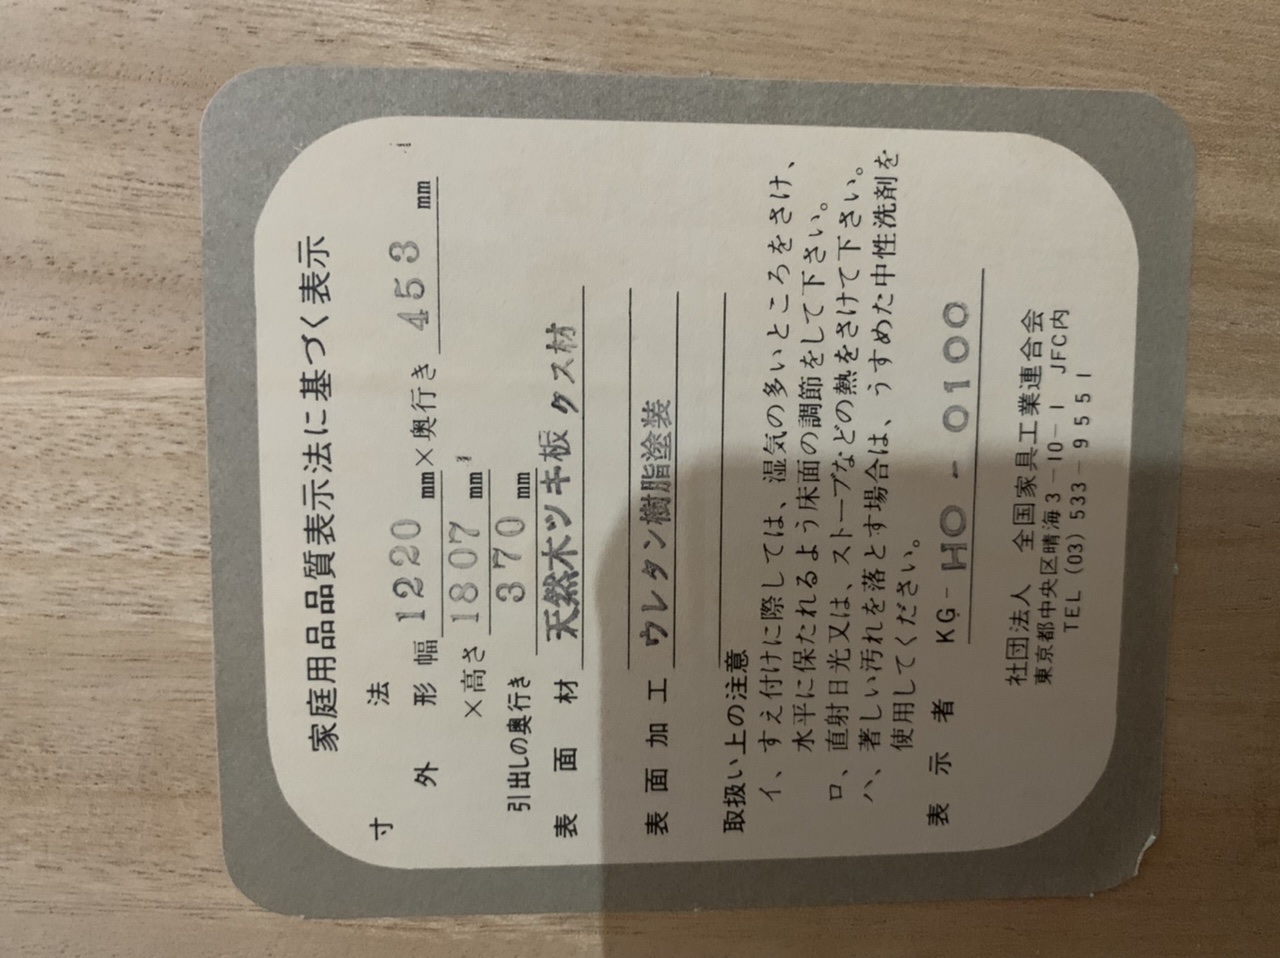 家庭用品品質表示法に基づく表示
寸法
外形 幅 1220 mm×奥行き 453 mm
×高さ 1807 mm
引出しの奥行き 370 mm
表面材 天然木ツキ板 クス材
表面加工 ウレタン樹脂塗装
取扱い上の注意
イ、すえ付けに際しては、湿気の多いところをさけ、
水平に保たれるよう床面の調節をして下さい。
ロ、直射日光又は、ストーブなどの熱をさけて下さい。
ハ、著しい汚れを落とす場合は、うすめた中性洗剤を
使用してください。
表示者 KG-HO-0100
社団法人 全国家具工業連合会
東京都中央区晴海3-10-1 JFC内
TEL (03) 533-9551